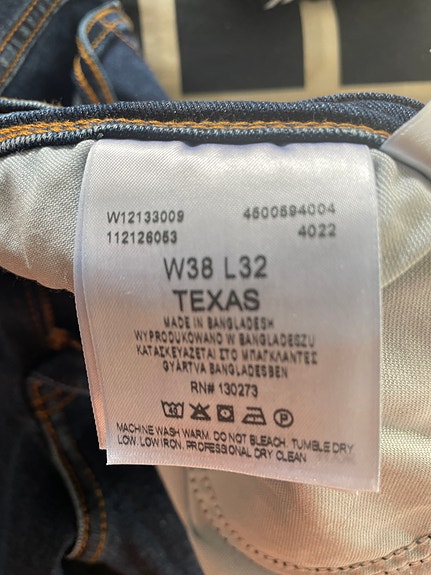 W12133009 4500594004
112126053 4022
W38 L32
TEXAS
MADE IN BANGLADESH
WYPRODUKOWANO W BANGLADESZU
ΚΑΤΑΣΚΕΥΑΖΕΤΑΙ ΣΤΟ ΜΠΑΓΚΛΑΝΤΕΣ
GYÁRTVA BANGLADESBEN
RN# 130273
MACHINE WASH WARM. DO NOT BLEACH. TUMBLE DRY
LOW. LOW IRON. PROFESSIONAL DRY CLEAN